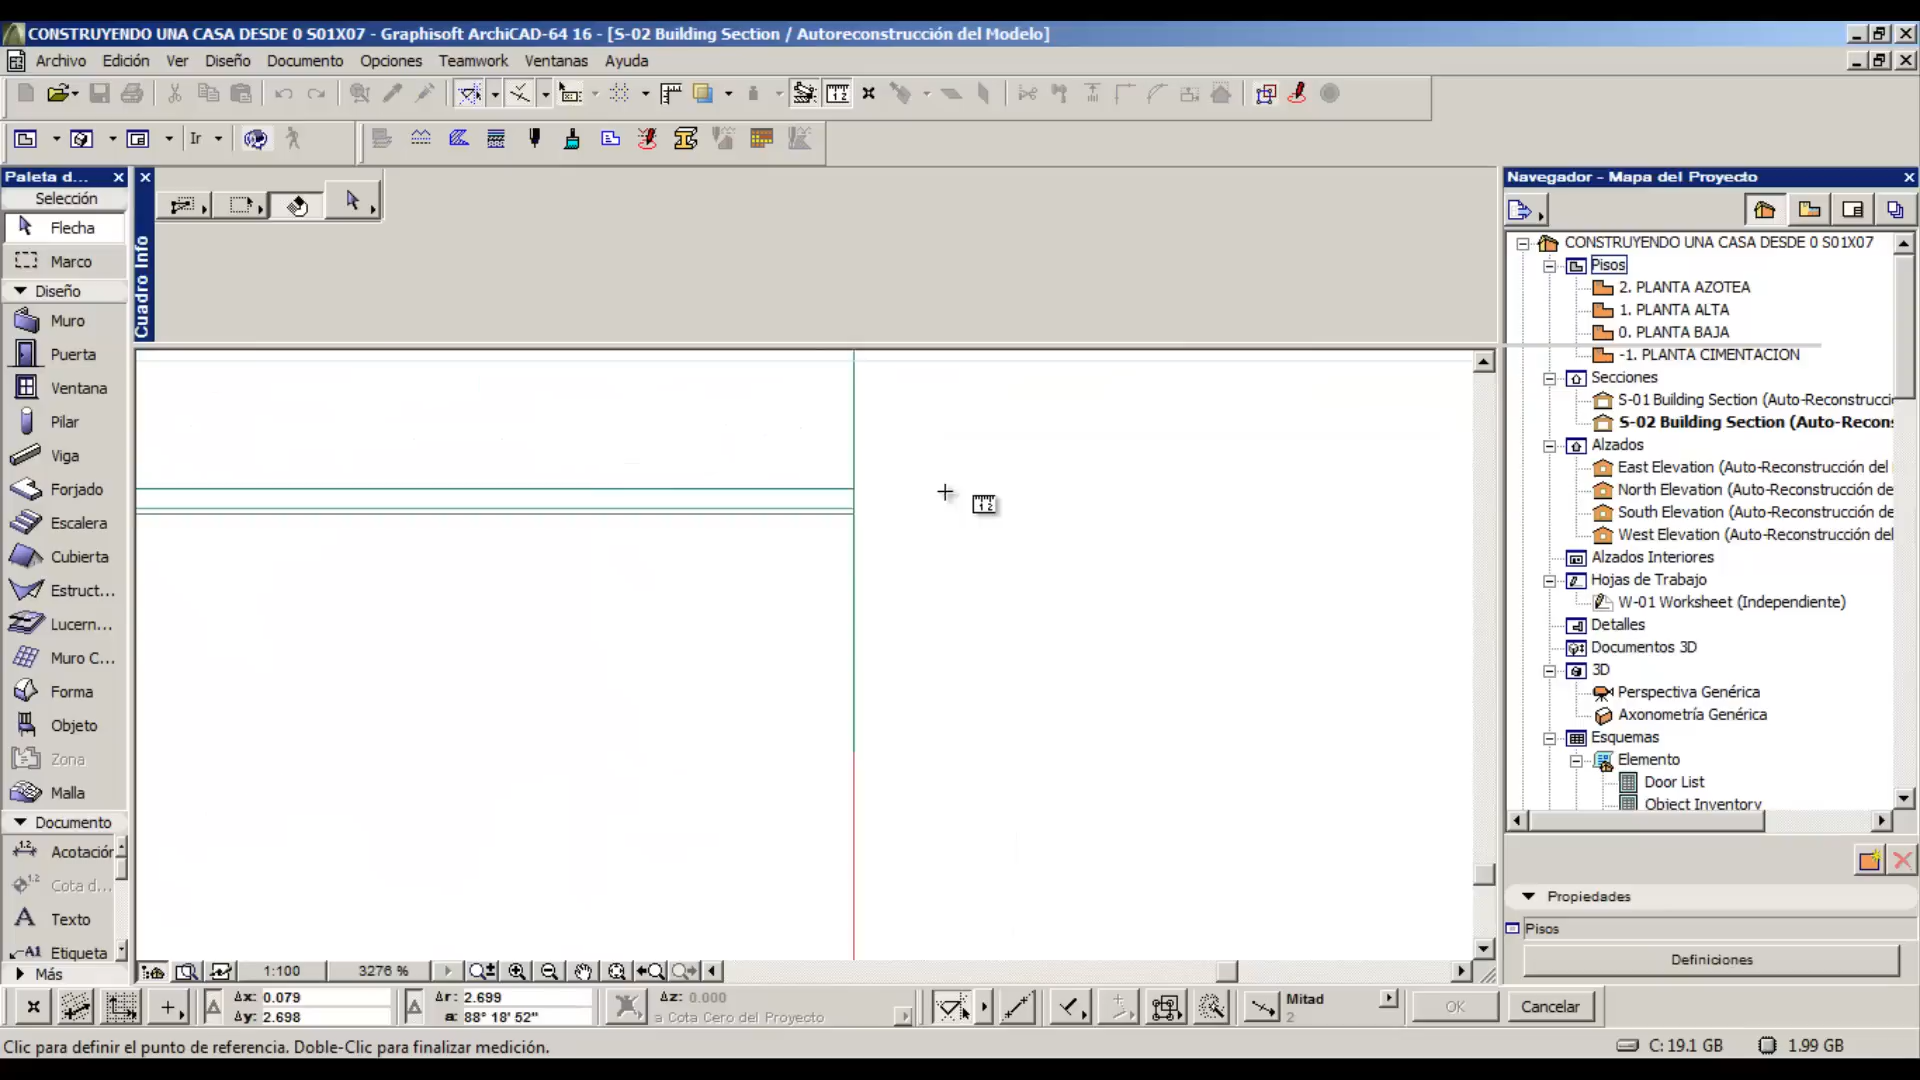 CONSTRUYENDO UNA CASA DESDE 0 S01X07 - Graphisoft ArchiCAD-64 16 - [S-02 Building Section / Autoreconstrucción del Modelo]
Archivo Edición Ver Diseño Documento Opciones Teamwork Ventanas Ayuda
Ir
Paleta d...
Selección
Flecha
Marco
Diseño
Muro
Puerta
Ventana
Pilar
Viga
Forjado
Escalera
Cubierta
Estruct...
Lucern...
Muro C...
Forma
Objeto
Zona
Malla
Documento
Acotación
Cota d...
Texto
Etiqueta
Más
Cuadro Info
Navegador - Mapa del Proyecto
CONSTRUYENDO UNA CASA DESDE 0 S01X07
Pisos
2. PLANTA AZOTEA
1. PLANTA ALTA
0. PLANTA BAJA
-1. PLANTA CIMENTACION
Secciones
S-01 Building Section (Auto-Reconstrucci
S-02 Building Section (Auto-Recons
Alzados
East Elevation (Auto-Reconstrucción del
North Elevation (Auto-Reconstrucción de
South Elevation (Auto-Reconstrucción de
West Elevation (Auto-Reconstrucción del
Alzados Interiores
Hojas de Trabajo
W-01 Worksheet (Independiente)
Detalles
Documentos 3D
3D
Perspectiva Genérica
Axonometría Genérica
Esquemas
Elemento
Door List
Object Inventory
Propiedades
Pisos
Definiciones
1:100 3276 %
Δx: 0.079
Δy: 2.698
Δr: 2.699
a: 88° 18' 52"
Δz: 0.000
a Cota Cero del Proyecto
Mitad
2
OK
Cancelar
Clic para definir el punto de referencia. Doble-Clic para finalizar medición.
C: 19.1 GB
1.99 GB